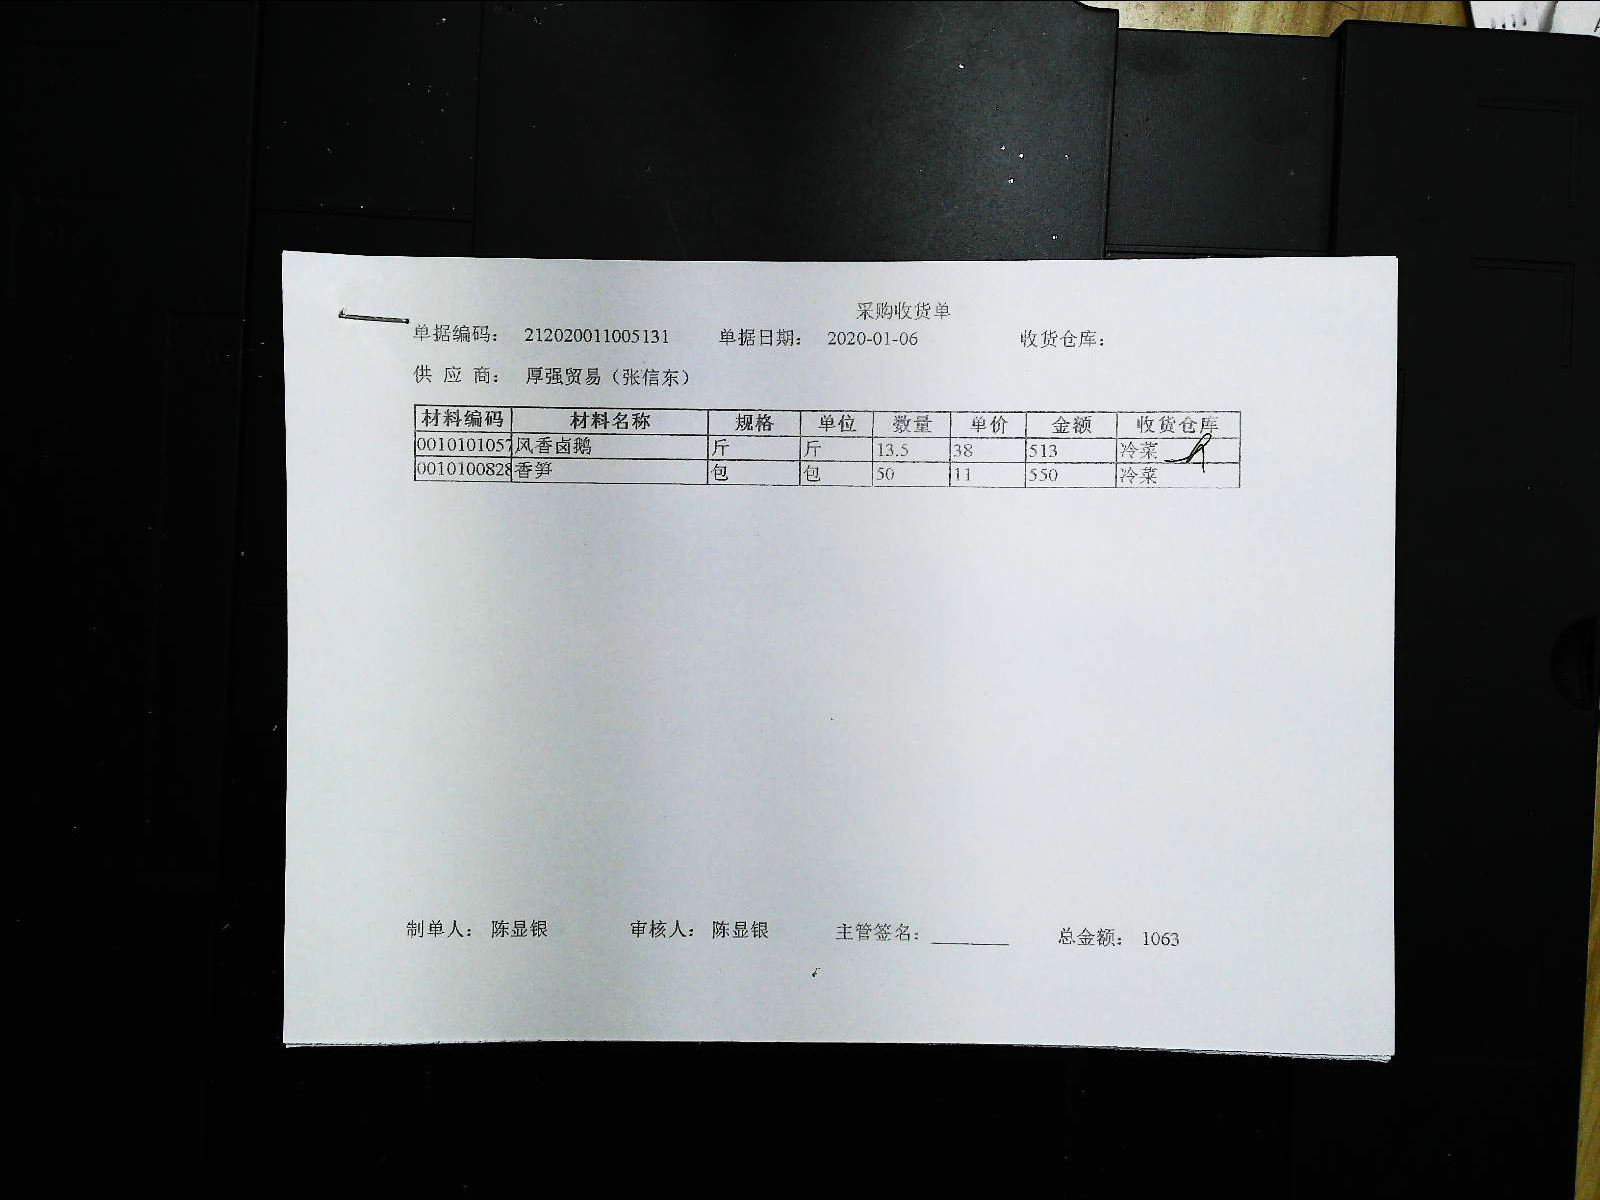 采购收货单
单据编码： 212020011005131 单据日期： 2020-01-06 收货仓库：
供 应 商： 厚强贸易（张信东）
材料编码 材料名称 规格 单位 数量 单价 金额 收货仓库
0010101057 风香卤鹅 斤 斤 13.5 38 513 冷菜
0010100828 香笋 包 包 50 11 550 冷菜
制单人： 陈显银 审核人： 陈显银 主管签名： 总金额： 1063